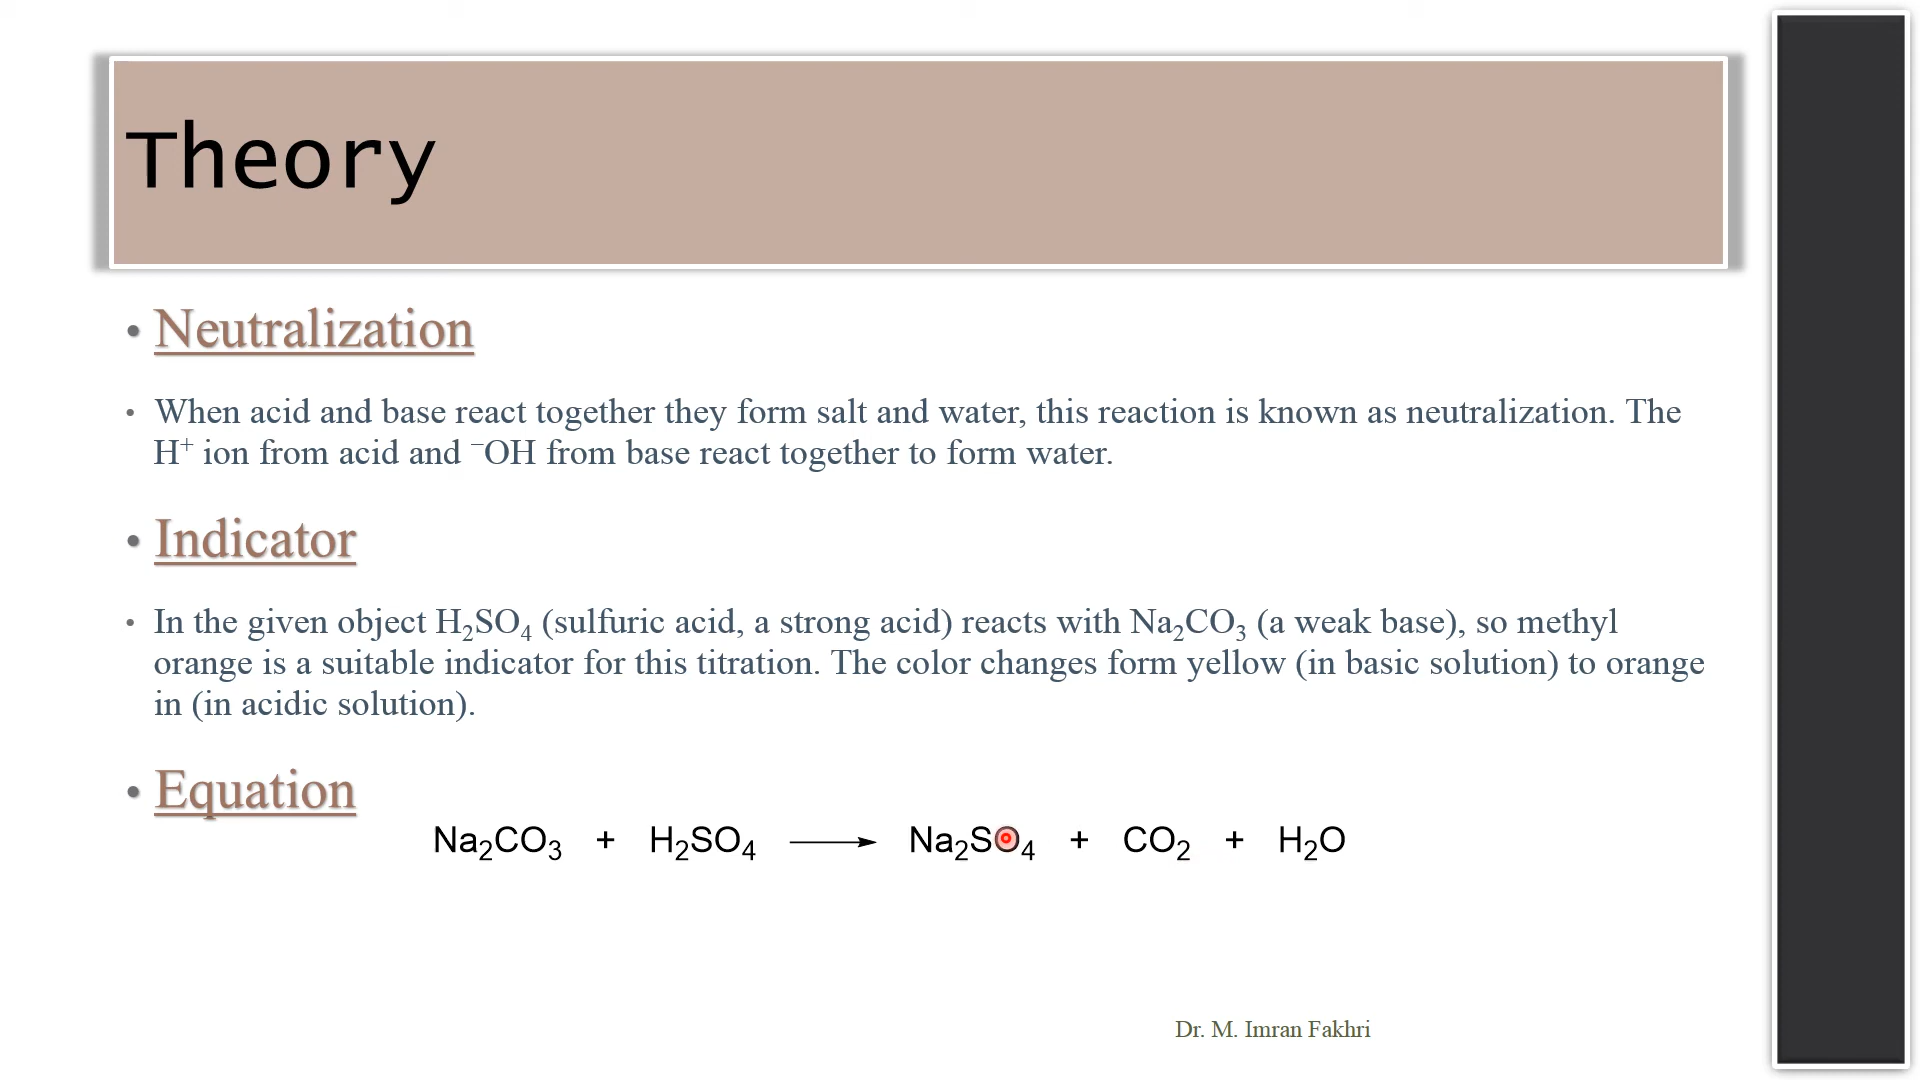 Theory
• Neutralization
• When acid and base react together they form salt and water, this reaction is known as neutralization. The
H⁺ ion from acid and ⁻OH from base react together to form water.
• Indicator
• In the given object H₂SO₄ (sulfuric acid, a strong acid) reacts with Na₂CO₃ (a weak base), so methyl
orange is a suitable indicator for this titration. The color changes form yellow (in basic solution) to orange
in (in acidic solution).
• Equation
Na₂CO₃ + H₂SO₄ ⟶ Na₂SO₄ + CO₂ + H₂O
Dr. M. Imran Fakhri